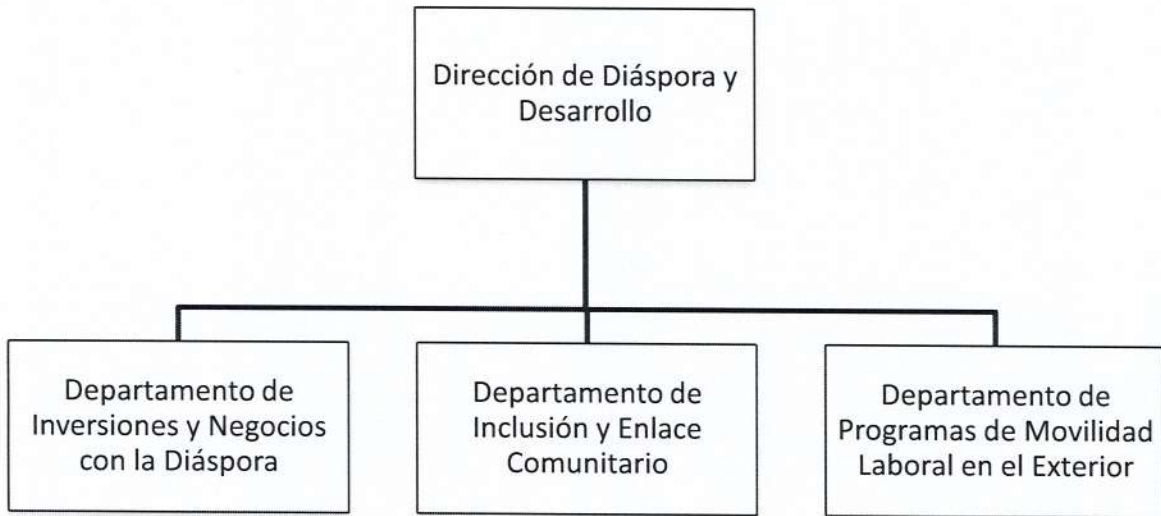 Dirección de Diáspora y
Desarrollo
Departamento de
Inversiones y Negocios
con la Diáspora
Departamento de
Inclusión y Enlace
Comunitario
Departamento de
Programas de Movilidad
Laboral en el Exterior